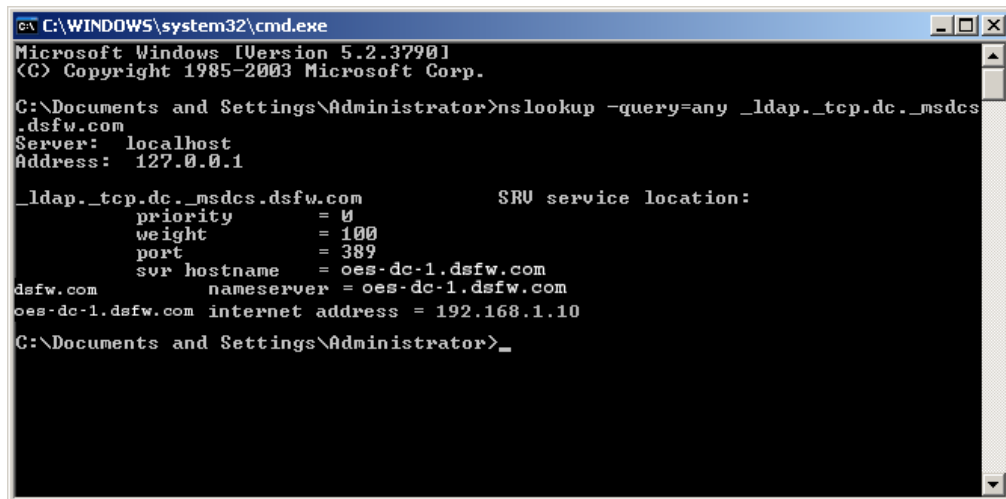 C:\WINDOWS\system32\cmd.exe
Microsoft Windows [Version 5.2.3790]
(C) Copyright 1985-2003 Microsoft Corp.
C:\Documents and Settings\Administrator>nslookup -query=any _ldap._tcp.dc._msdcs
.dsfw.com
Server: localhost
Address: 127.0.0.1
_ldap._tcp.dc._msdcs.dsfw.com SRV service location:
priority = 0
weight = 100
port = 389
svr hostname = oes-dc-1.dsfw.com
dsfw.com nameserver = oes-dc-1.dsfw.com
oes-dc-1.dsfw.com internet address = 192.168.1.10
C:\Documents and Settings\Administrator>_